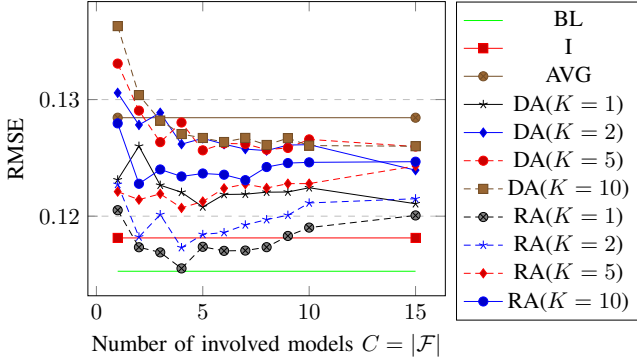 0.13
0.12
RMSE
0
5
10
15
Number of involved models C = |F|
BL
I
AVG
DA(K = 1)
DA(K = 2)
DA(K = 5)
DA(K = 10)
RA(K = 1)
RA(K = 2)
RA(K = 5)
RA(K = 10)